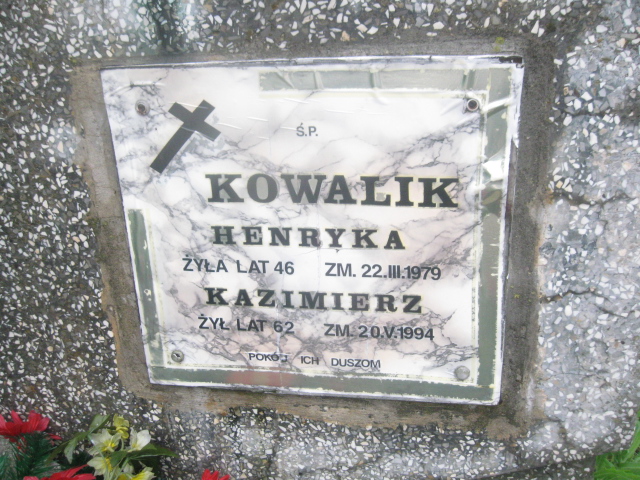 Ś.P.
KOWALIK
HENRYKA
ŻYŁA LAT 46 ZM. 22.III.1979
KAZIMIERZ
ŻYŁ LAT 62 ZM. 20.V.1994
POKÓJ ICH DUSZOM